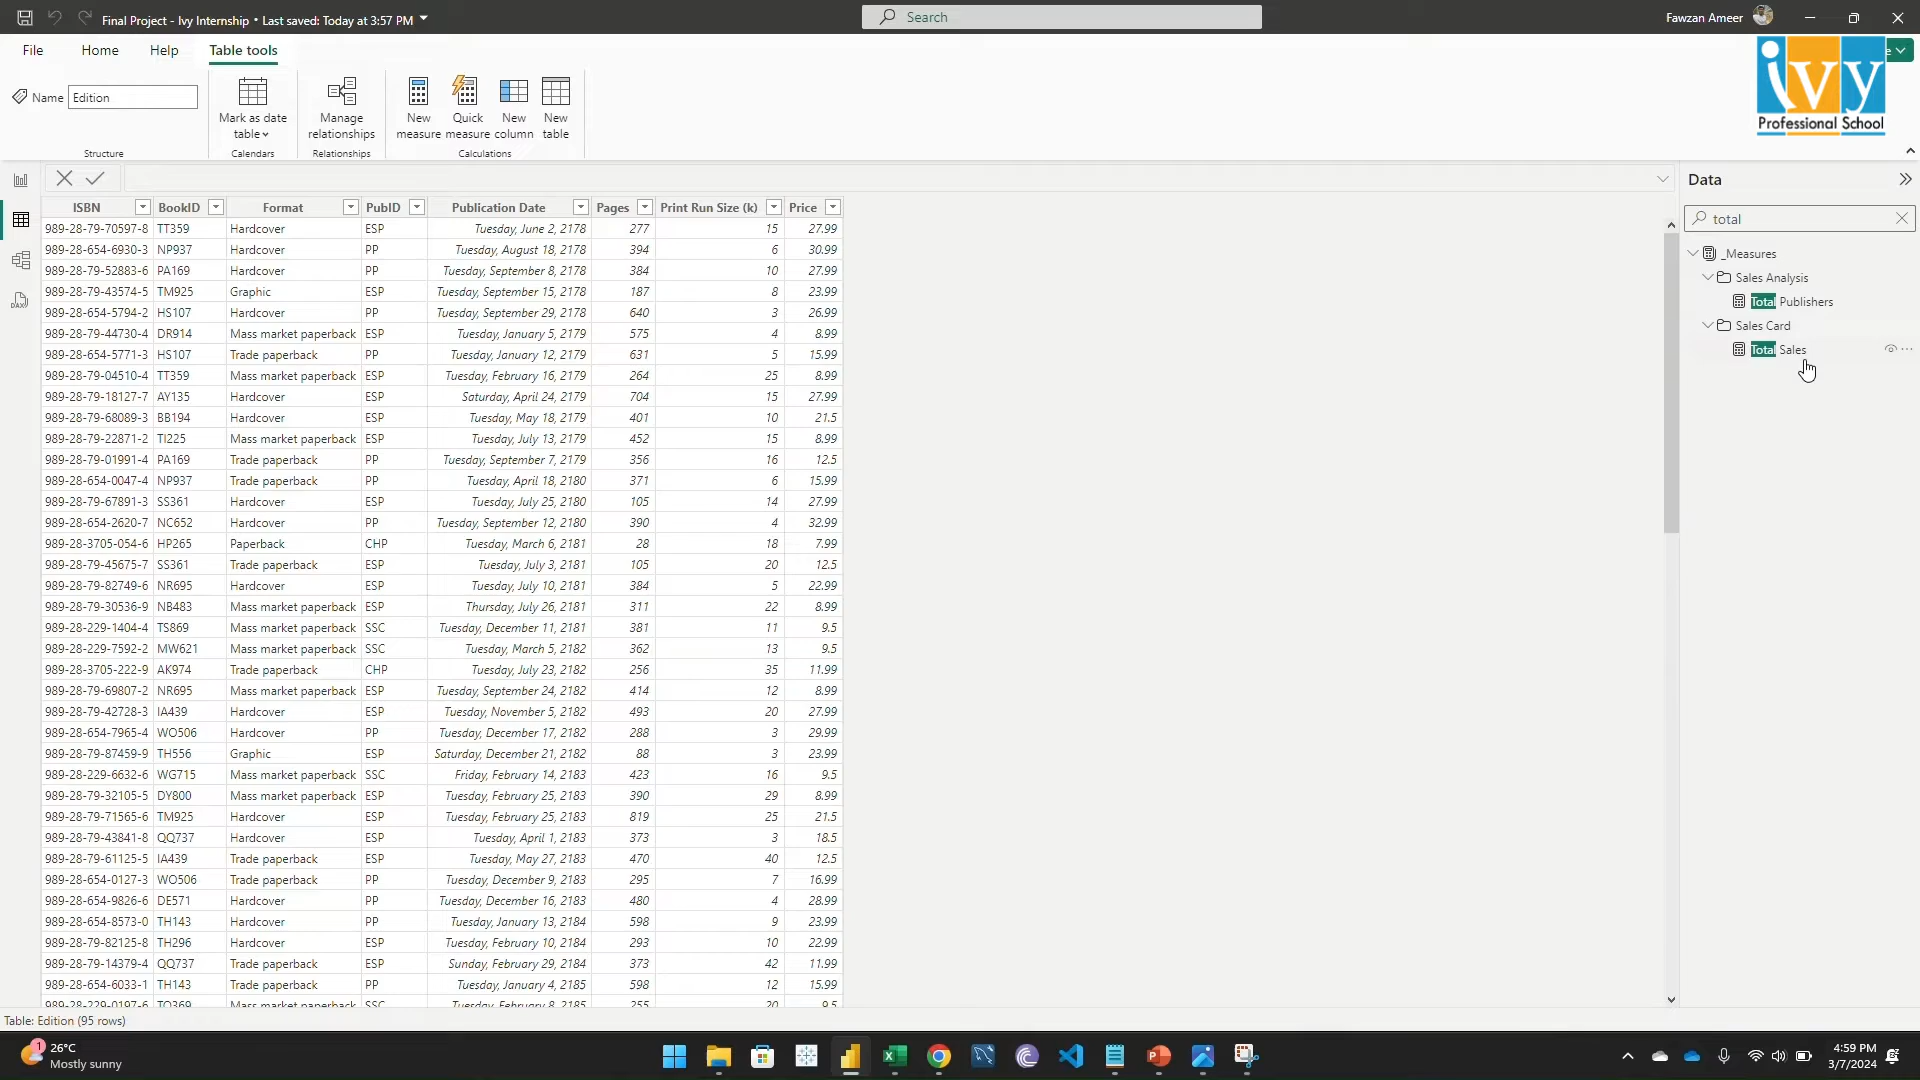 Final Project - Ivy Internship • Last saved: Today at 3:57 PM
Search
Fawzan Ameer
File Home Help Table tools
Name Edition
Mark as date table
Manage relationships
New measure
Quick measure
New column
New table
Structure Calendars Relationships Calculations
ivy
Professional School
ISBN BookID Format PubID Publication Date Pages Print Run Size (k) Price
989-28-79-70597-8 TT359 Hardcover ESP Tuesday, June 2, 2178 277 15 27.99
989-28-654-6930-3 NP937 Hardcover PP Tuesday, August 18, 2178 394 6 30.99
989-28-79-52883-6 PA169 Hardcover PP Tuesday, September 8, 2178 384 10 27.99
989-28-79-43574-5 TM925 Graphic ESP Tuesday, September 15, 2178 187 8 23.99
989-28-654-5794-2 HS107 Hardcover PP Tuesday, September 29, 2178 640 3 26.99
989-28-79-44730-4 DR914 Mass market paperback ESP Tuesday, January 5, 2179 575 4 8.99
989-28-654-5771-3 HS107 Trade paperback PP Tuesday, January 12, 2179 631 5 15.99
989-28-79-04510-4 TT359 Mass market paperback ESP Tuesday, February 16, 2179 264 25 8.99
989-28-79-18127-7 AY135 Hardcover ESP Saturday, April 24, 2179 704 15 27.99
989-28-79-68089-3 BB194 Hardcover ESP Tuesday, May 18, 2179 401 10 21.5
989-28-79-22871-2 TI225 Mass market paperback ESP Tuesday, July 13, 2179 452 15 8.99
989-28-79-01991-4 PA169 Trade paperback PP Tuesday, September 7, 2179 356 16 12.5
989-28-654-0047-4 NP937 Trade paperback PP Tuesday, April 18, 2180 371 6 15.99
989-28-79-67891-3 SS361 Hardcover ESP Tuesday, July 25, 2180 105 14 27.99
989-28-654-2620-7 NC652 Hardcover PP Tuesday, September 12, 2180 390 4 32.99
989-28-3705-054-6 HP265 Paperback CHP Tuesday, March 6, 2181 28 18 7.99
989-28-79-45675-7 SS361 Trade paperback ESP Tuesday, July 3, 2181 105 20 12.5
989-28-79-82749-6 NR695 Hardcover ESP Tuesday, July 10, 2181 384 5 22.99
989-28-79-30536-9 NB483 Mass market paperback ESP Thursday, July 26, 2181 311 22 8.99
989-28-229-1404-4 TS869 Mass market paperback SSC Tuesday, December 11, 2181 381 11 9.5
989-28-229-7592-2 MW621 Mass market paperback SSC Tuesday, March 5, 2182 362 13 9.5
989-28-3705-222-9 AK974 Trade paperback CHP Tuesday, July 23, 2182 256 35 11.99
989-28-79-69807-2 NR695 Mass market paperback ESP Tuesday, September 24, 2182 414 12 8.99
989-28-79-42728-3 IA439 Hardcover ESP Tuesday, November 5, 2182 493 20 27.99
989-28-654-7965-4 WO506 Hardcover PP Tuesday, December 17, 2182 288 3 29.99
989-28-79-87459-9 TH556 Graphic ESP Saturday, December 21, 2182 88 3 23.99
989-28-229-6632-6 WG715 Mass market paperback SSC Friday, February 14, 2183 423 16 9.5
989-28-79-32105-5 DY800 Mass market paperback ESP Tuesday, February 25, 2183 390 29 8.99
989-28-79-71565-6 TM925 Hardcover ESP Tuesday, February 25, 2183 819 25 21.5
989-28-79-43841-8 QQ737 Hardcover ESP Tuesday, April 1, 2183 373 3 18.5
989-28-79-61125-5 IA439 Trade paperback ESP Tuesday, May 27, 2183 470 40 12.5
989-28-654-0127-3 WO506 Trade paperback PP Tuesday, December 9, 2183 295 7 16.99
989-28-654-9826-6 DE571 Hardcover PP Tuesday, December 16, 2183 480 4 28.99
989-28-654-8573-0 TH143 Hardcover PP Tuesday, January 13, 2184 598 9 23.99
989-28-79-82125-8 TH296 Hardcover ESP Tuesday, February 10, 2184 293 10 22.99
989-28-79-14379-4 QQ737 Trade paperback ESP Sunday, February 29, 2184 373 42 11.99
989-28-654-6033-1 TH143 Trade paperback PP Tuesday, January 4, 2185 598 12 15.99
989-28-229-0197-6 TQ369 Mass market paperback SSC Tuesday, February 8, 2185 255 20 9.5
Data
total
_Measures
Sales Analysis
Total Publishers
Sales Card
Total Sales
Table: Edition (95 rows)
1
26°C
Mostly sunny
4:59 PM
3/7/2024